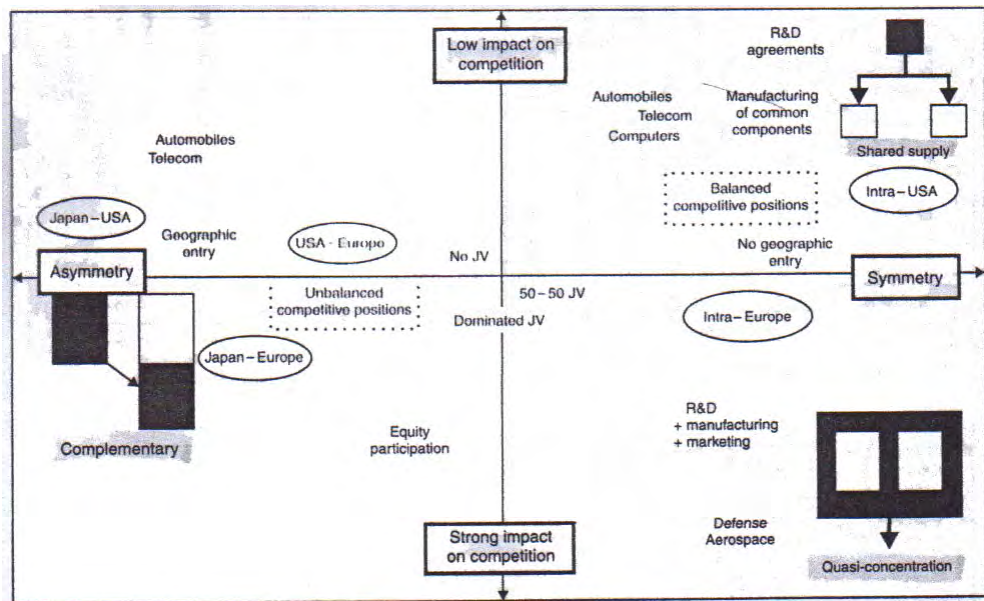 Low impact on
competition
R&D
agreements
Automobiles
Telecom
Computers
Manufacturing
of common
components
Shared supply
Automobiles
Telecom
Balanced
competitive positions
Intra–USA
Japan–USA
Geographic
entry
USA - Europe
No JV
No geographic
entry
Asymmetry
Symmetry
Unbalanced
competitive positions
50–50 JV
Dominated JV
Intra–Europe
Japan–Europe
Complementary
Equity
participation
R&D
+ manufacturing
+ marketing
Strong impact
on competition
Defense
Aerospace
Quasi-concentration